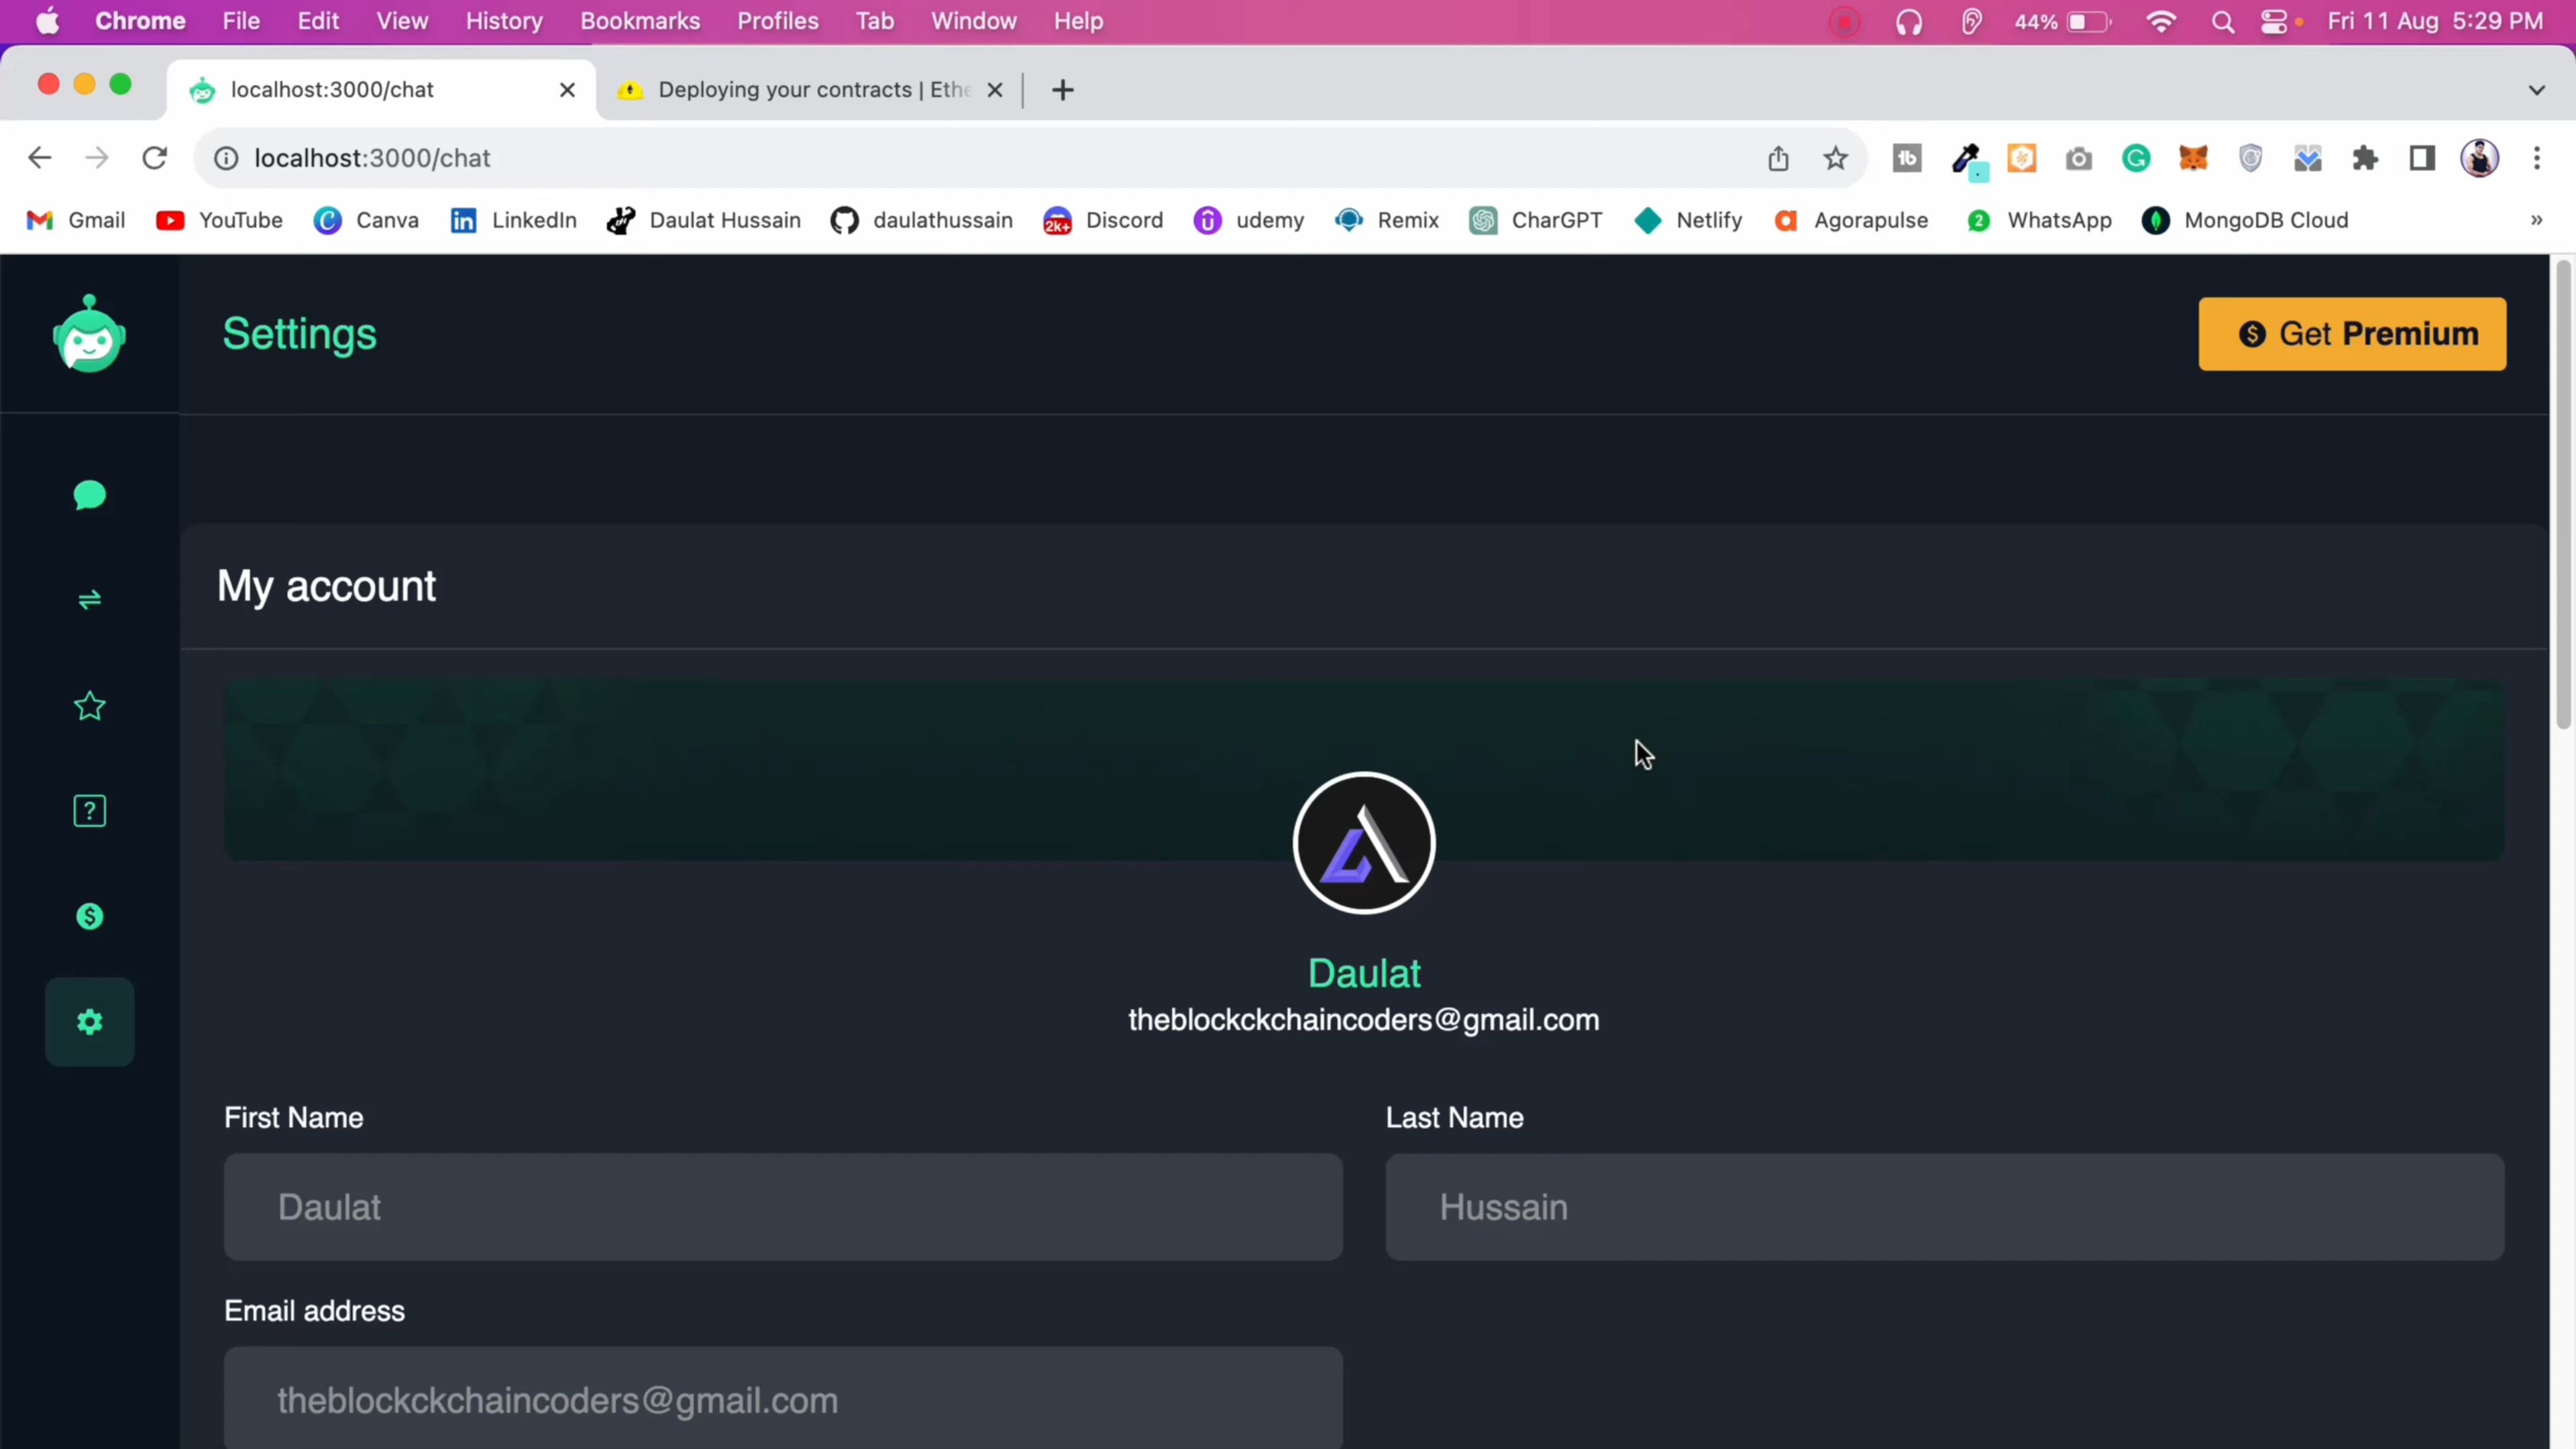 Chrome File Edit View History Bookmarks Profiles Tab Window Help 44% Fri 11 Aug 5:29 PM
localhost:3000/chat Deploying your contracts | Ethe
localhost:3000/chat
Gmail YouTube Canva LinkedIn Daulat Hussain daulathussain 2k+ Discord udemy Remix CharGPT Netlify Agorapulse 2 WhatsApp MongoDB Cloud »
Settings
Get Premium
My account
Daulat
theblockckchaincoders@gmail.com
First Name Last Name
Daulat Hussain
Email address
theblockckchaincoders@gmail.com